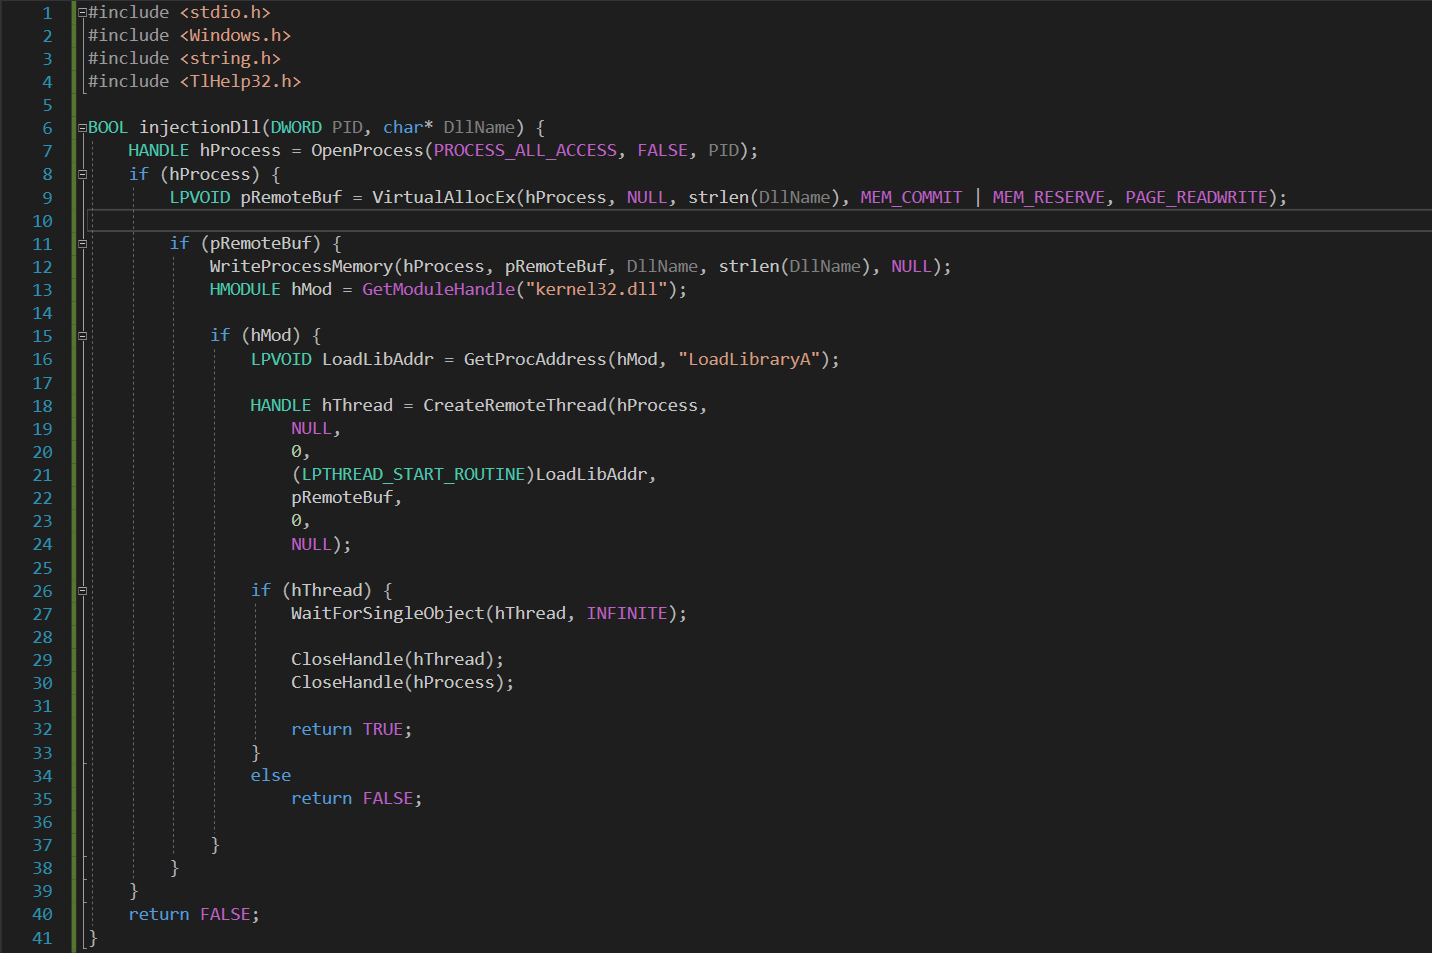 1 #include <stdio.h>
2 #include <Windows.h>
3 #include <string.h>
4 #include <TlHelp32.h>
5
6 BOOL injectionDll(DWORD PID, char* DllName) {
7 HANDLE hProcess = OpenProcess(PROCESS_ALL_ACCESS, FALSE, PID);
8 if (hProcess) {
9 LPVOID pRemoteBuf = VirtualAllocEx(hProcess, NULL, strlen(DllName), MEM_COMMIT | MEM_RESERVE, PAGE_READWRITE);
10
11 if (pRemoteBuf) {
12 WriteProcessMemory(hProcess, pRemoteBuf, DllName, strlen(DllName), NULL);
13 HMODULE hMod = GetModuleHandle("kernel32.dll");
14
15 if (hMod) {
16 LPVOID LoadLibAddr = GetProcAddress(hMod, "LoadLibraryA");
17
18 HANDLE hThread = CreateRemoteThread(hProcess,
19 NULL,
20 0,
21 (LPTHREAD_START_ROUTINE)LoadLibAddr,
22 pRemoteBuf,
23 0,
24 NULL);
25
26 if (hThread) {
27 WaitForSingleObject(hThread, INFINITE);
28
29 CloseHandle(hThread);
30 CloseHandle(hProcess);
31
32 return TRUE;
33 }
34 else
35 return FALSE;
36
37 }
38 }
39 }
40 return FALSE;
41 }